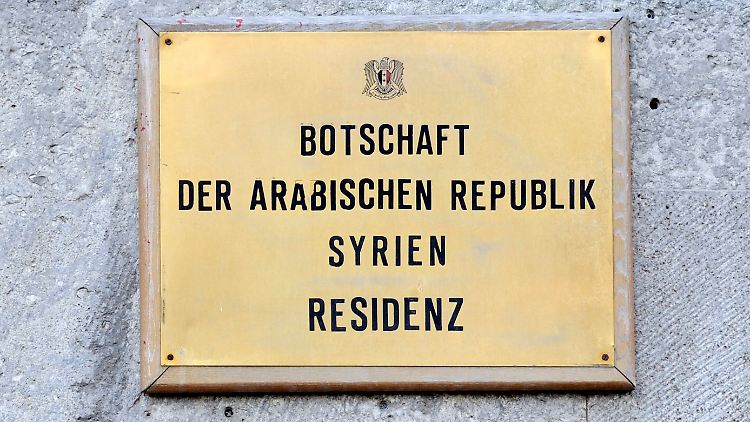 BOTSCHAFT
DER ARABISCHEN REPUBLIK
SYRIEN
RESIDENZ